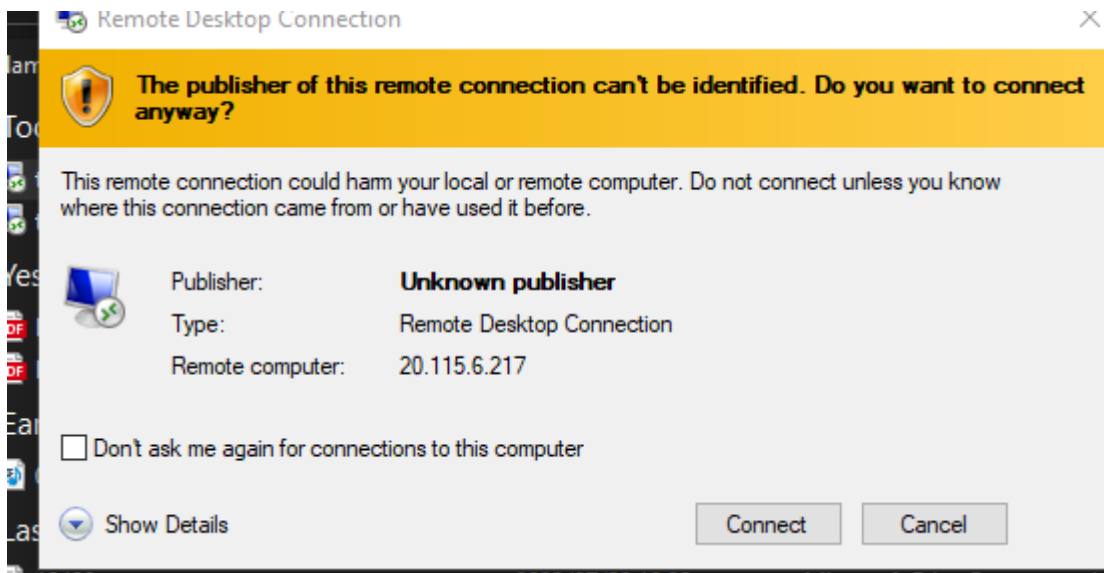 Remote Desktop Connection
The publisher of this remote connection can't be identified. Do you want to connect
anyway?
This remote connection could harm your local or remote computer. Do not connect unless you know
where this connection came from or have used it before.
Publisher: Unknown publisher
Type: Remote Desktop Connection
Remote computer: 20.115.6.217
Don't ask me again for connections to this computer
Show Details Connect Cancel